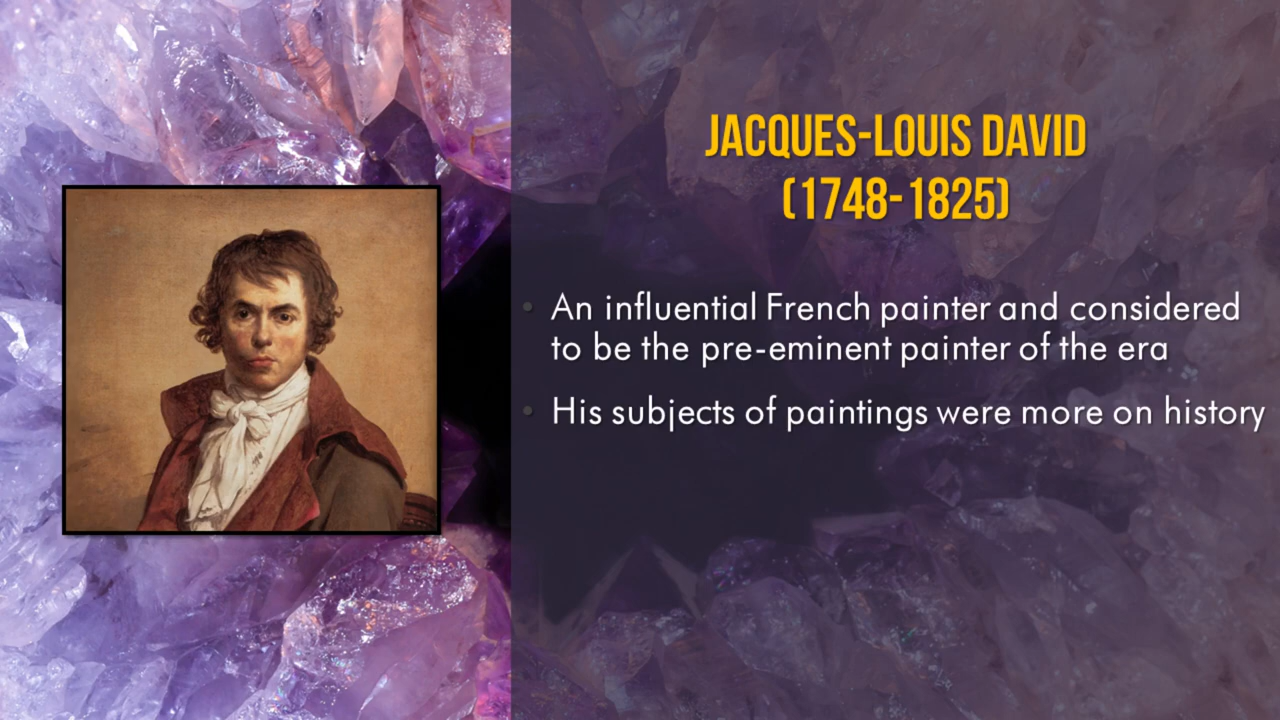 JACQUES-LOUIS DAVID
(1748-1825)
• An influential French painter and considered
to be the pre-eminent painter of the era
• His subjects of paintings were more on history